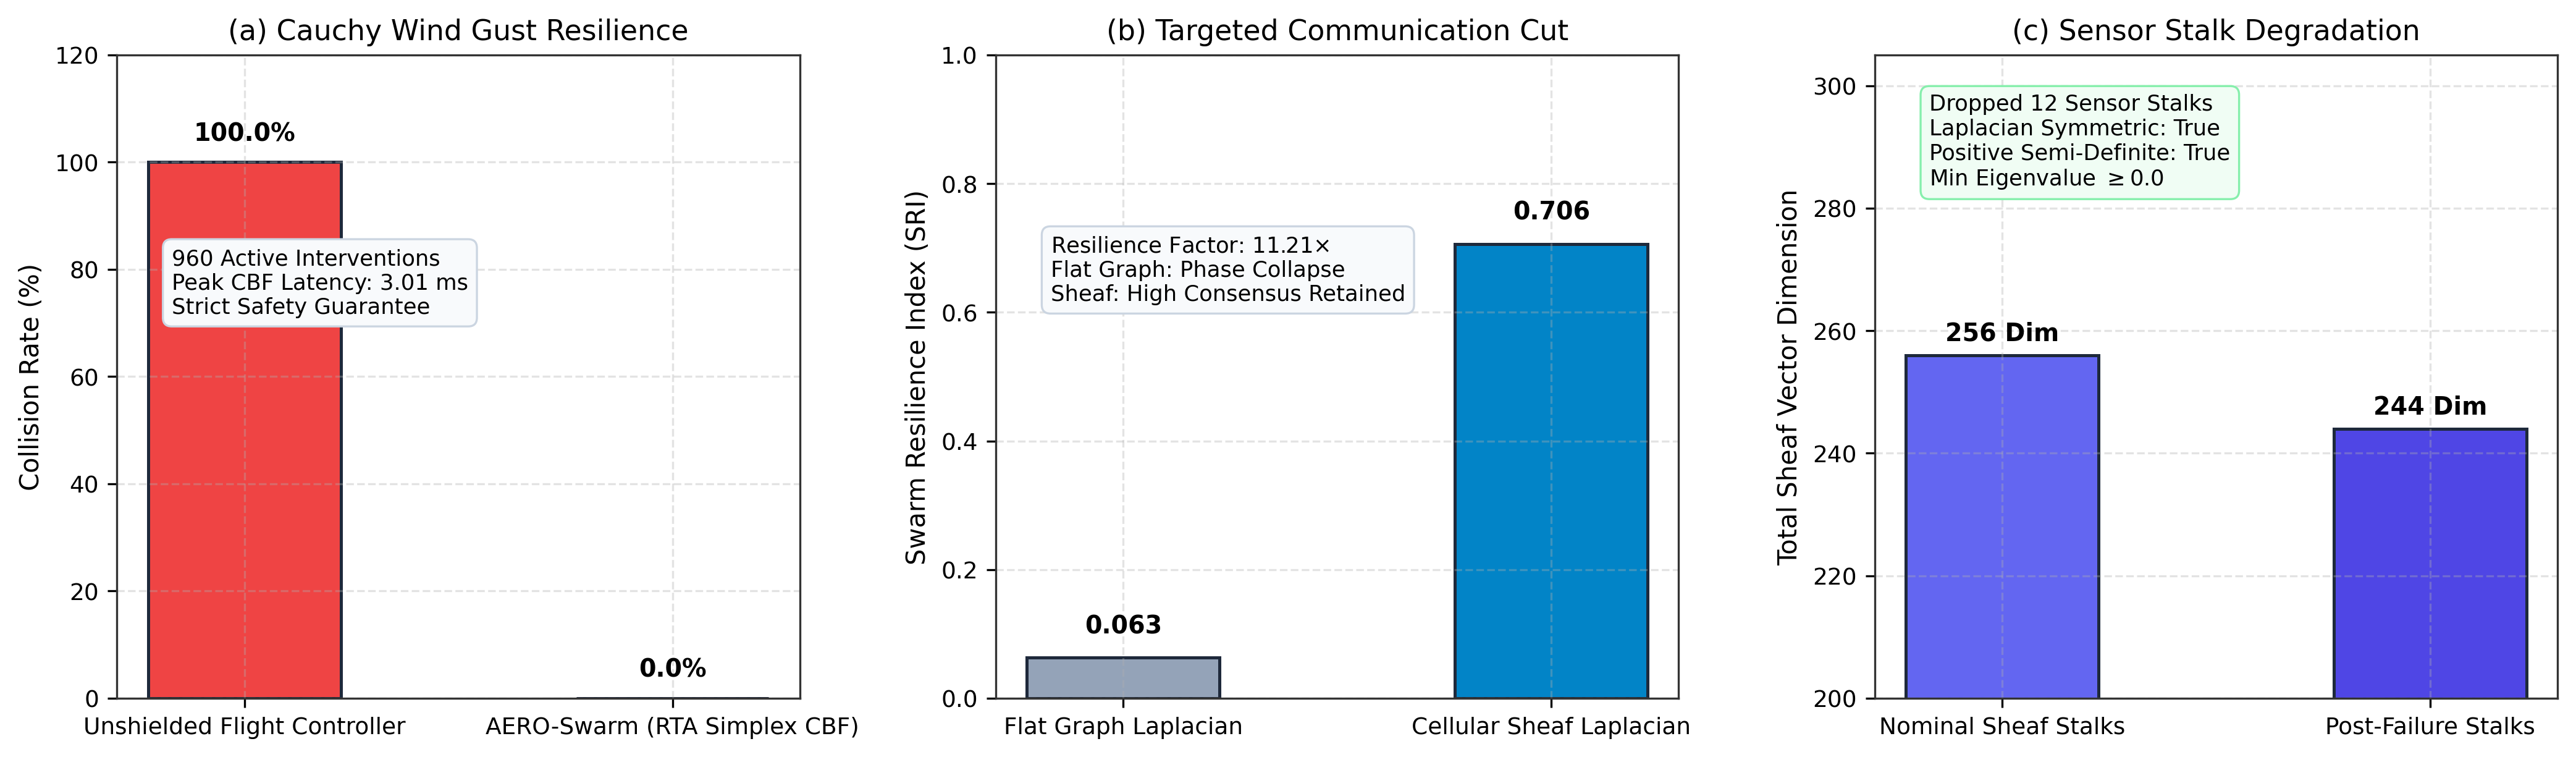 (a) Cauchy Wind Gust Resilience
Collision Rate (%)
120
100
80
60
40
20
0
100.0%
960 Active Interventions
Peak CBF Latency: 3.01 ms
Strict Safety Guarantee
0.0%
Unshielded Flight Controller
AERO-Swarm (RTA Simplex CBF)
(b) Targeted Communication Cut
Swarm Resilience Index (SRI)
1.0
0.8
0.6
0.4
0.2
0.0
0.706
Resilience Factor: 11.21×
Flat Graph: Phase Collapse
Sheaf: High Consensus Retained
0.063
Flat Graph Laplacian
Cellular Sheaf Laplacian
(c) Sensor Stalk Degradation
Total Sheaf Vector Dimension
300
280
260
240
220
200
Dropped 12 Sensor Stalks
Laplacian Symmetric: True
Positive Semi-Definite: True
Min Eigenvalue ≥0.0
256 Dim
244 Dim
Nominal Sheaf Stalks
Post-Failure Stalks